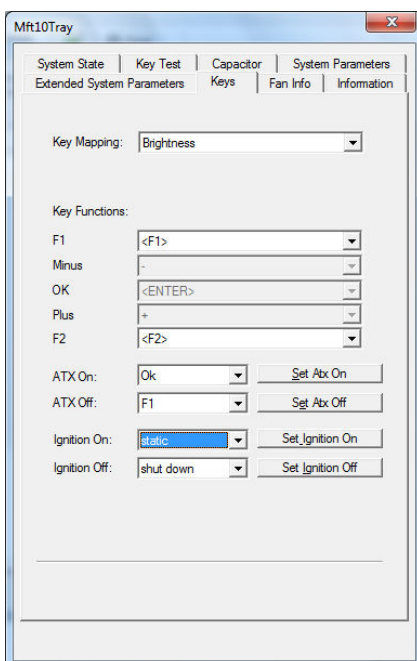 Mft10Tray
System State Key Test Capacitor System Parameters
Extended System Parameters Keys Fan Info Information
Key Mapping: Brightness
Key Functions:
F1 <F1>
Minus -
OK <ENTER>
Plus +
F2 <F2>
ATX On: Ok Set Atx On
ATX Off: F1 Set Atx Off
Ignition On: static Set Ignition On
Ignition Off: shut down Set Ignition Off